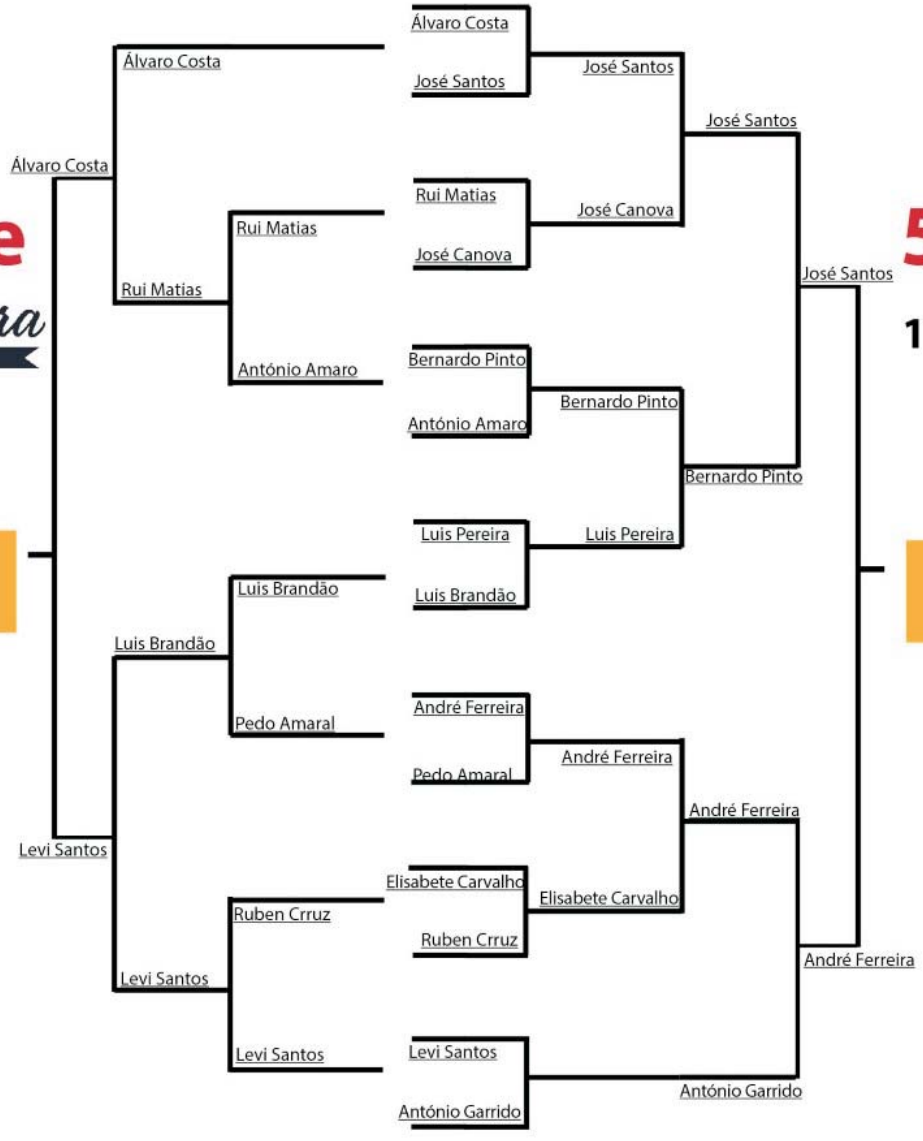 Álvaro Costa
José Santos
Álvaro Costa
José Santos
José Santos
Álvaro Costa
Rui Matias
José Canova
Rui Matias
José Canova
e
5
Rui Matias
José Santos
ra
1
António Amaro
Bernardo Pinto
António Amaro
Bernardo Pinto
Bernardo Pinto
Luis Pereira
Luis Pereira
Luis Brandão
Luis Brandão
Luis Brandão
Pedo Amaral
André Ferreira
Pedo Amaral
André Ferreira
André Ferreira
Levi Santos
Elisabete Carvalho
Elisabete Carvalho
Ruben Crruz
Ruben Crruz
André Ferreira
Levi Santos
Levi Santos
Levi Santos
António Garrido
António Garrido